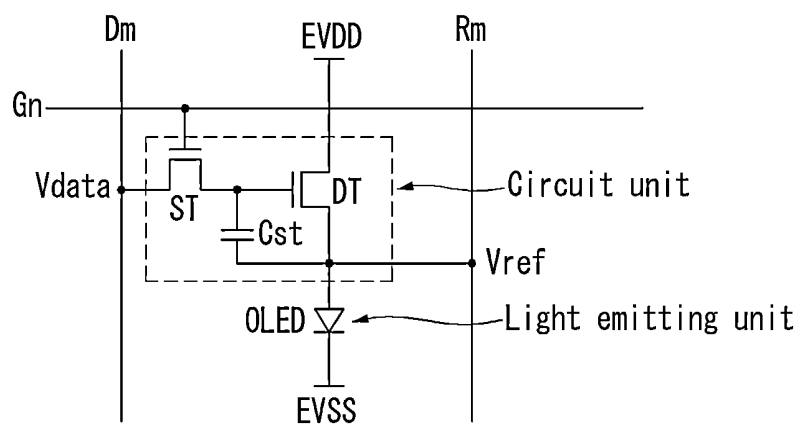 Dm
EVDD
Rm
Gn
Vdata
ST
DT
Circuit unit
Cst
Vref
OLED
Light emitting unit
EVSS